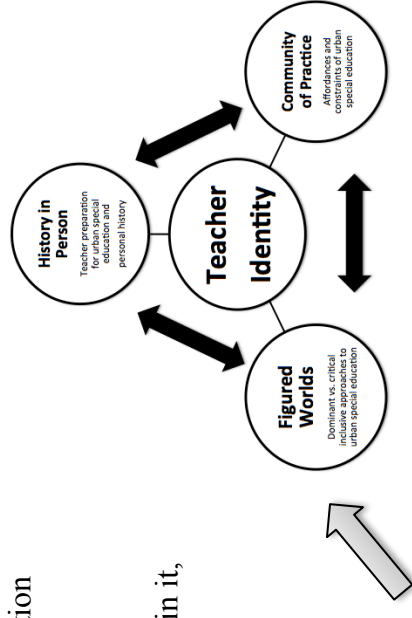 tion
in it,
History in
Person
Teacher preparation
for urban special
education and
personal history
Teacher
Identity
Figured
Worlds
Dominant vs. critical
inclusive approaches to
urban special education
Community
of Practice
Affordances and
constraints of urban
special education